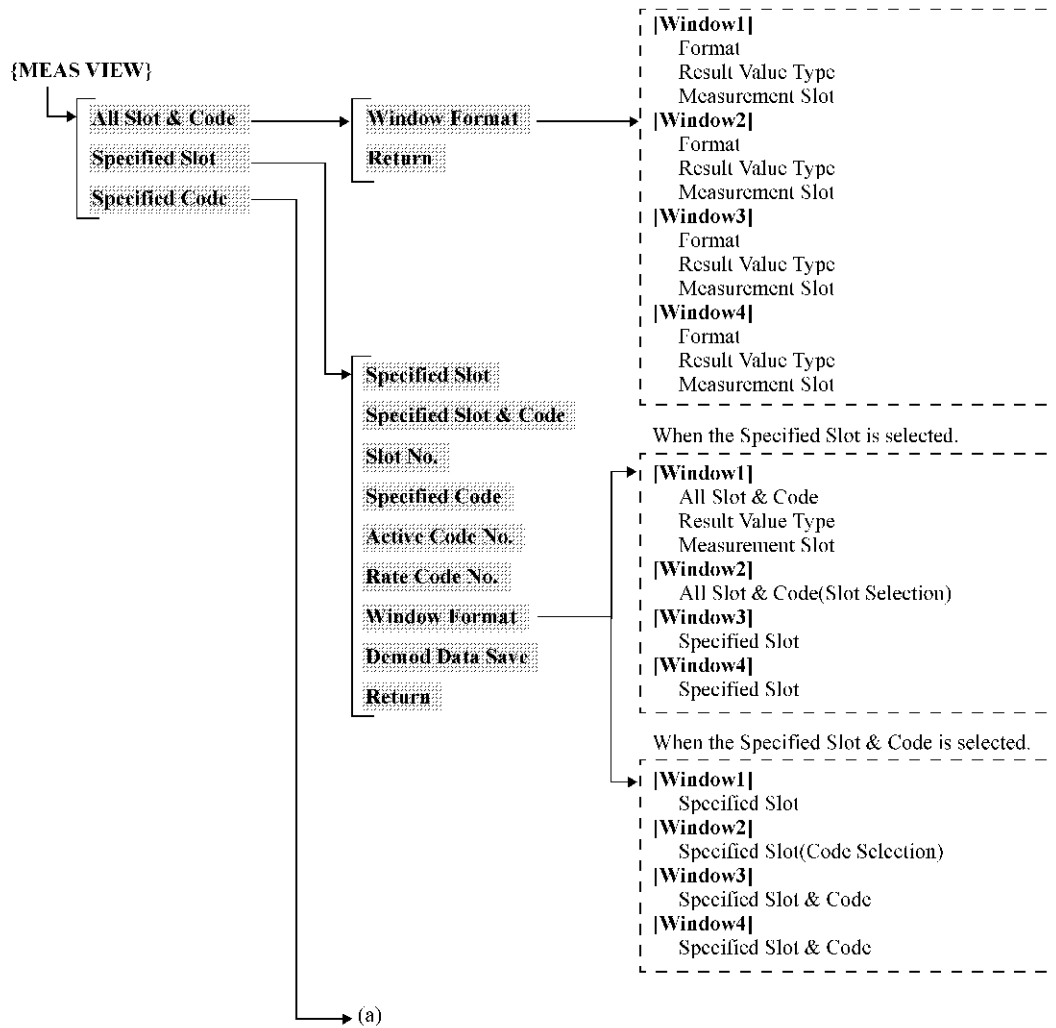 {MEAS VIEW}
All Slot & Code
Specified Slot
Specified Code
Window Format
Return
[Window1]
Format
Result Value Type
Measurement Slot
[Window2]
Format
Result Value Type
Measurement Slot
[Window3]
Format
Result Value Type
Measurement Slot
[Window4]
Format
Result Value Type
Measurement Slot
Specified Slot
Specified Slot & Code
Slot No.
Specified Code
Active Code No.
Rate Code No.
Window Format
Demod Data Save
Return
When the Specified Slot is selected.
[Window1]
All Slot & Code
Result Value Type
Measurement Slot
[Window2]
All Slot & Code(Slot Selection)
[Window3]
Specified Slot
[Window4]
Specified Slot
When the Specified Slot & Code is selected.
[Window1]
Specified Slot
[Window2]
Specified Slot(Code Selection)
[Window3]
Specified Slot & Code
[Window4]
Specified Slot & Code
(a)